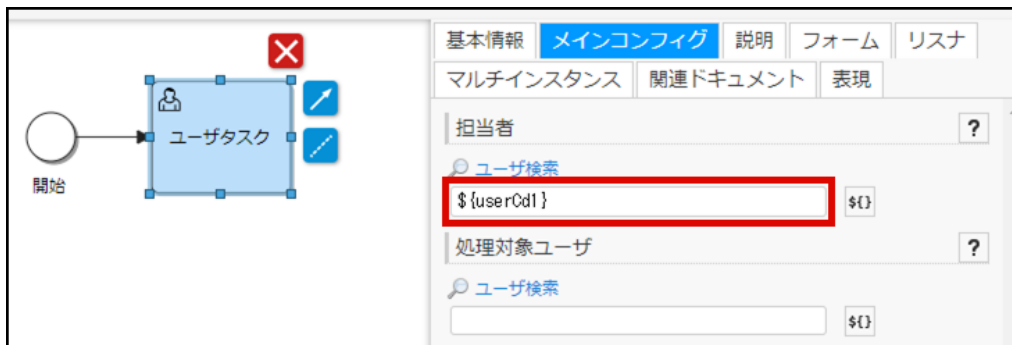 基本情報 メインコンフィグ 説明 フォーム リスナ
マルチインスタンス 関連ドキュメント 表現
ユーザタスク
開始
担当者 ?
ユーザ検索
${userCd1} ${}
処理対象ユーザ ?
ユーザ検索
${}